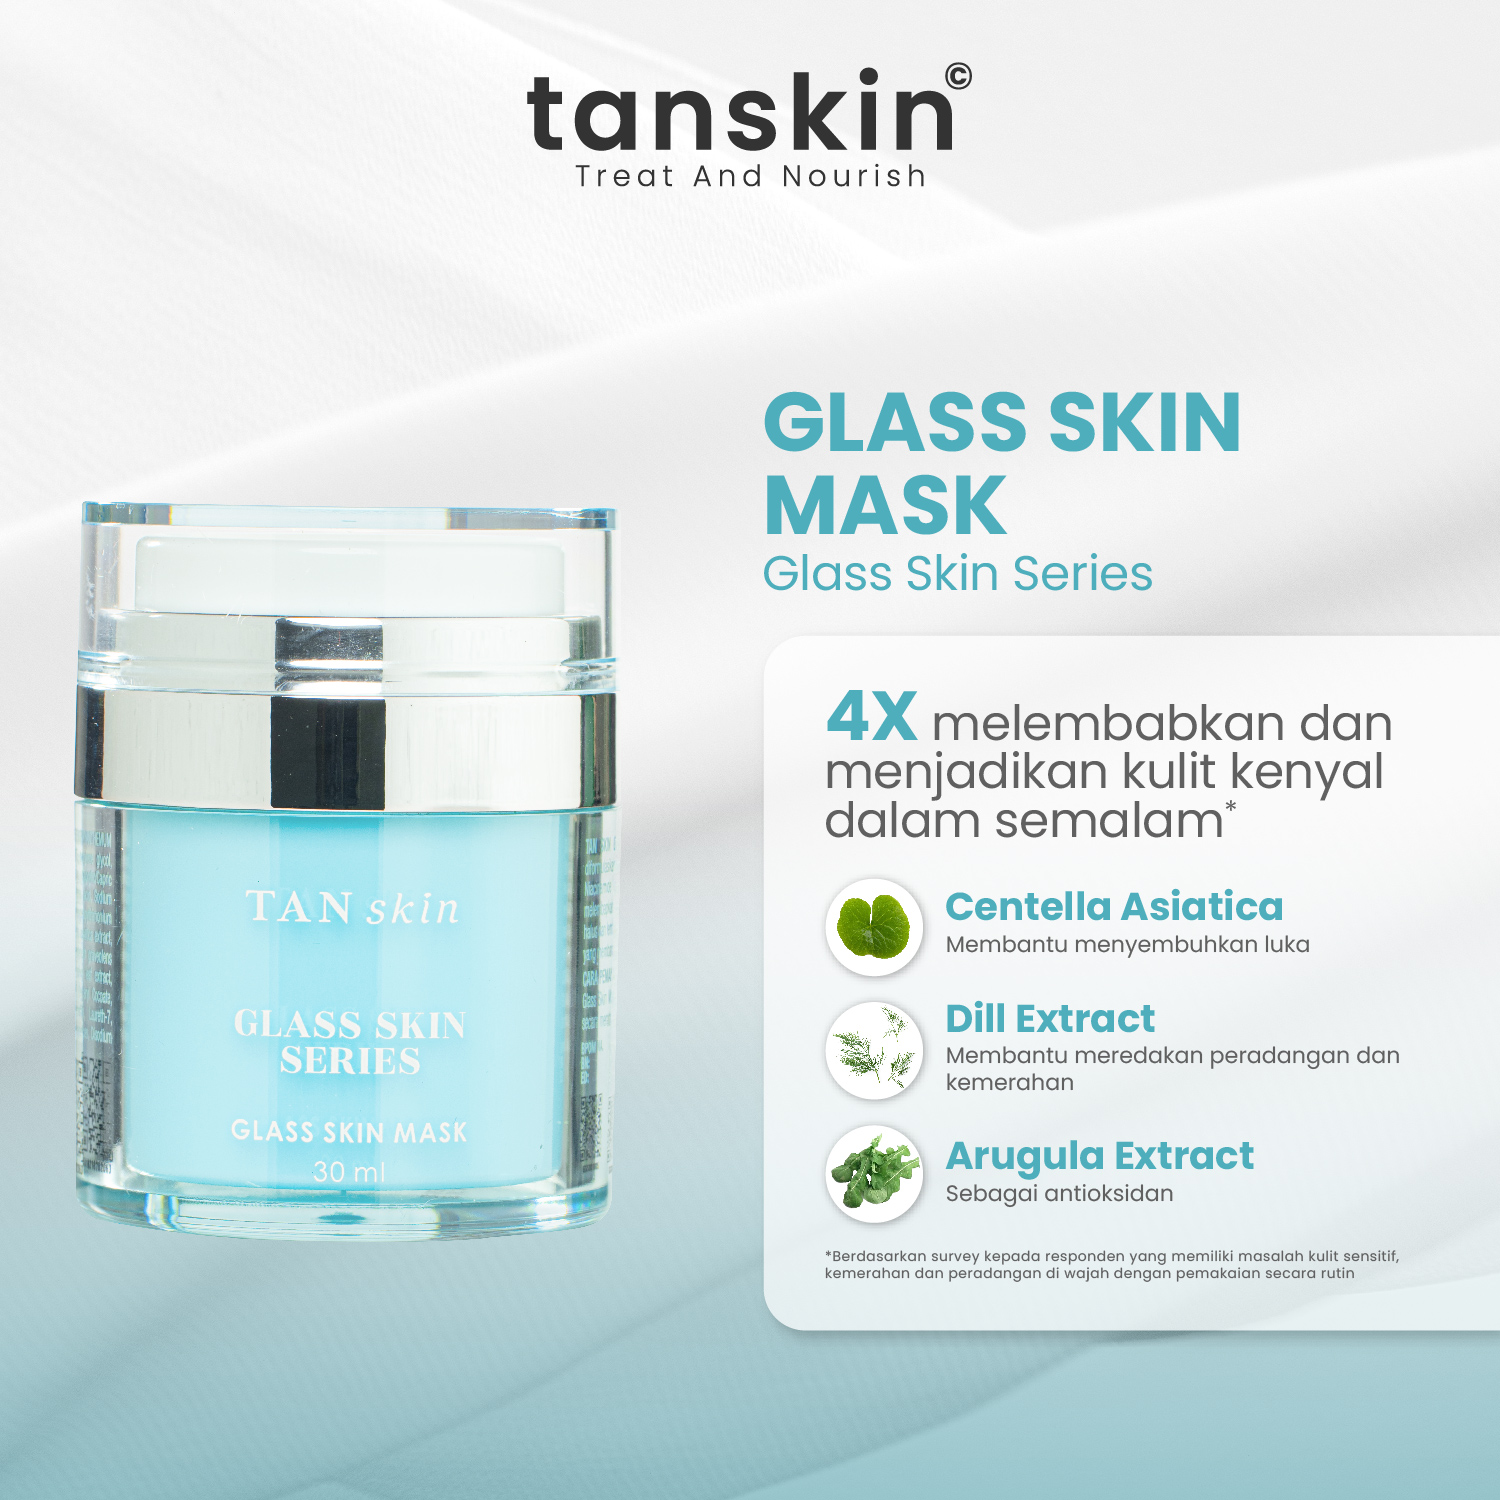 tanskin©
Treat And Nourish
GLASS SKIN
MASK
Glass Skin Series
4X melembabkan dan
menjadikan kulit kenyal
dalam semalam*
Centella Asiatica
Membantu menyembuhkan luka
Dill Extract
Membantu meredakan peradangan dan
kemerahan
Arugula Extract
Sebagai antioksidan
*Berdasarkan survey kepada responden yang memiliki masalah kulit sensitif,
kemerahan dan peradangan di wajah dengan pemakaian secara rutin
TAN skin
GLASS SKIN
SERIES
GLASS SKIN MASK
30 ml